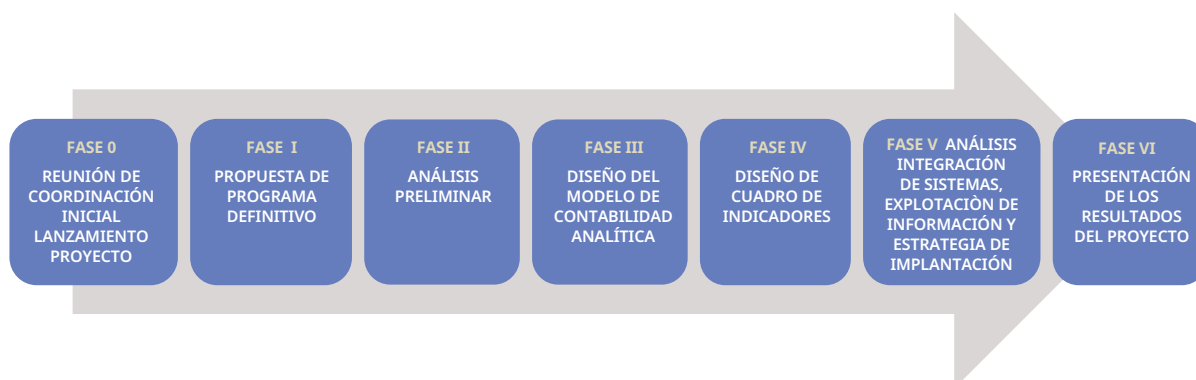 FASE 0
REUNIÓN DE
COORDINACIÓN
INICIAL
LANZAMIENTO
PROYECTO
FASE I
PROPUESTA DE
PROGRAMA
DEFINITIVO
FASE II
ANÁLISIS
PRELIMINAR
FASE III
DISEÑO DEL
MODELO DE
CONTABILIDAD
ANALÍTICA
FASE IV
DISEÑO DE
CUADRO DE
INDICADORES
FASE V ANÁLISIS
INTEGRACIÓN
DE SISTEMAS,
EXPLOTACIÒN DE
INFORMACIÓN Y
ESTRATEGIA DE
IMPLANTACIÓN
FASE VI
PRESENTACIÓN
DE LOS
RESULTADOS
DEL PROYECTO